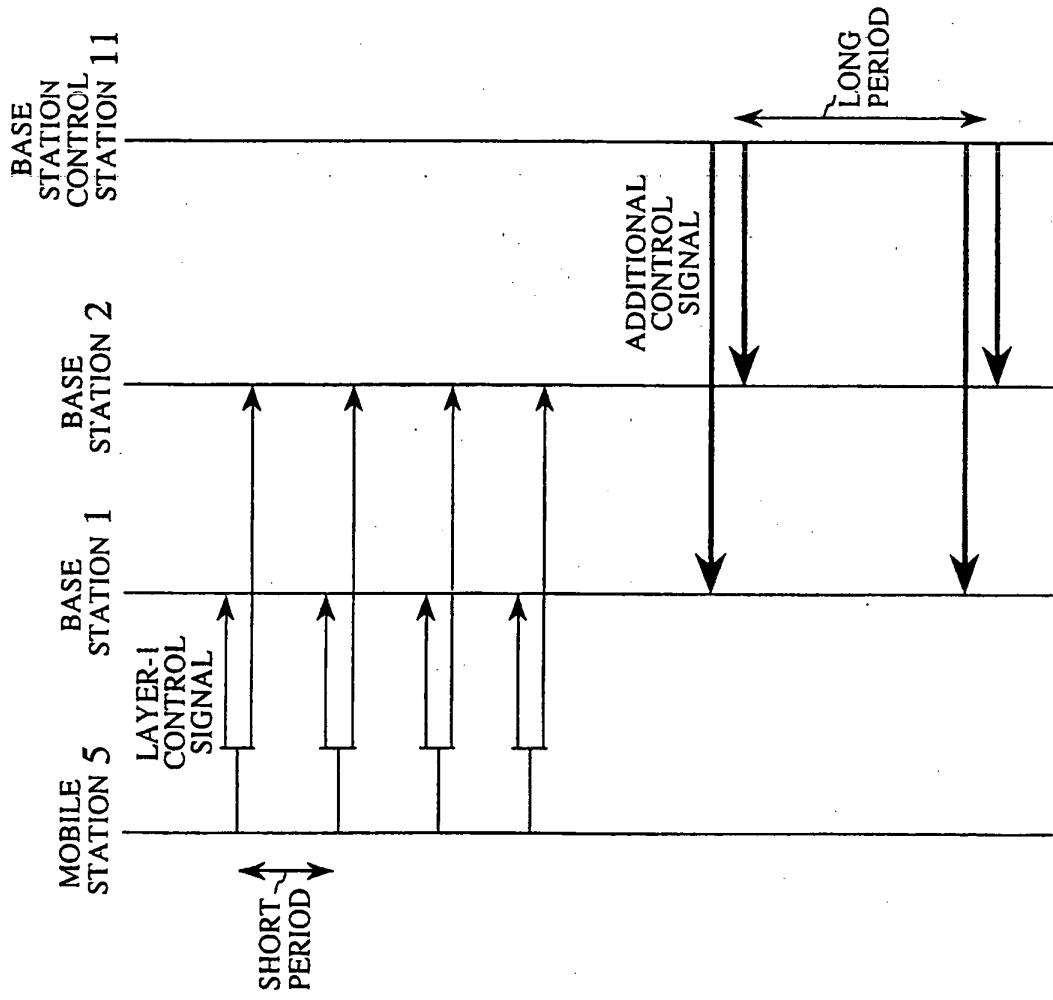 MOBILE
STATION 5
BASE
STATION 1
BASE
STATION 2
BASE
STATION
CONTROL
STATION 11
LAYER-1
CONTROL
SIGNAL
SHORT
PERIOD
ADDITIONAL
CONTROL
SIGNAL
LONG
PERIOD